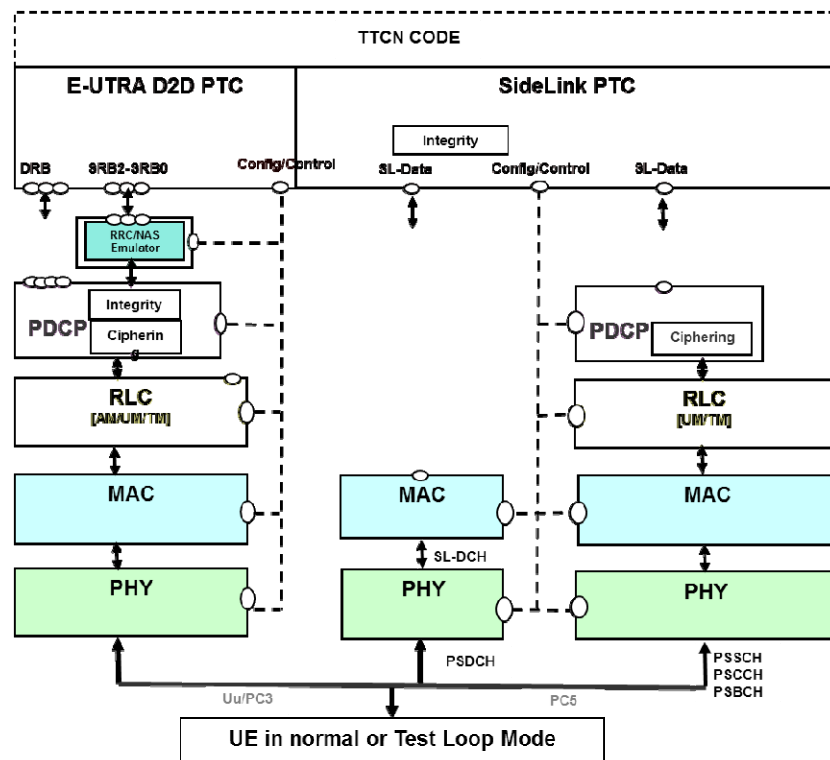 TTCN CODE
E-UTRA D2D PTC
SideLink PTC
Integrity
DRB
SRB2-SRB0
Config/Control
SL-Data
Config/Control
SL-Data
RRC/NAS
Emulator
PDCP
Integrity
Cipherin
g
PDCP
Ciphering
RLC
[AM/UM/TM]
RLC
[UM/TM]
MAC
MAC
MAC
SL-DCH
PHY
PHY
PHY
PSDCH
PSSCH
PSCCH
PSBCH
Uu/PC3
PC5
UE in normal or Test Loop Mode